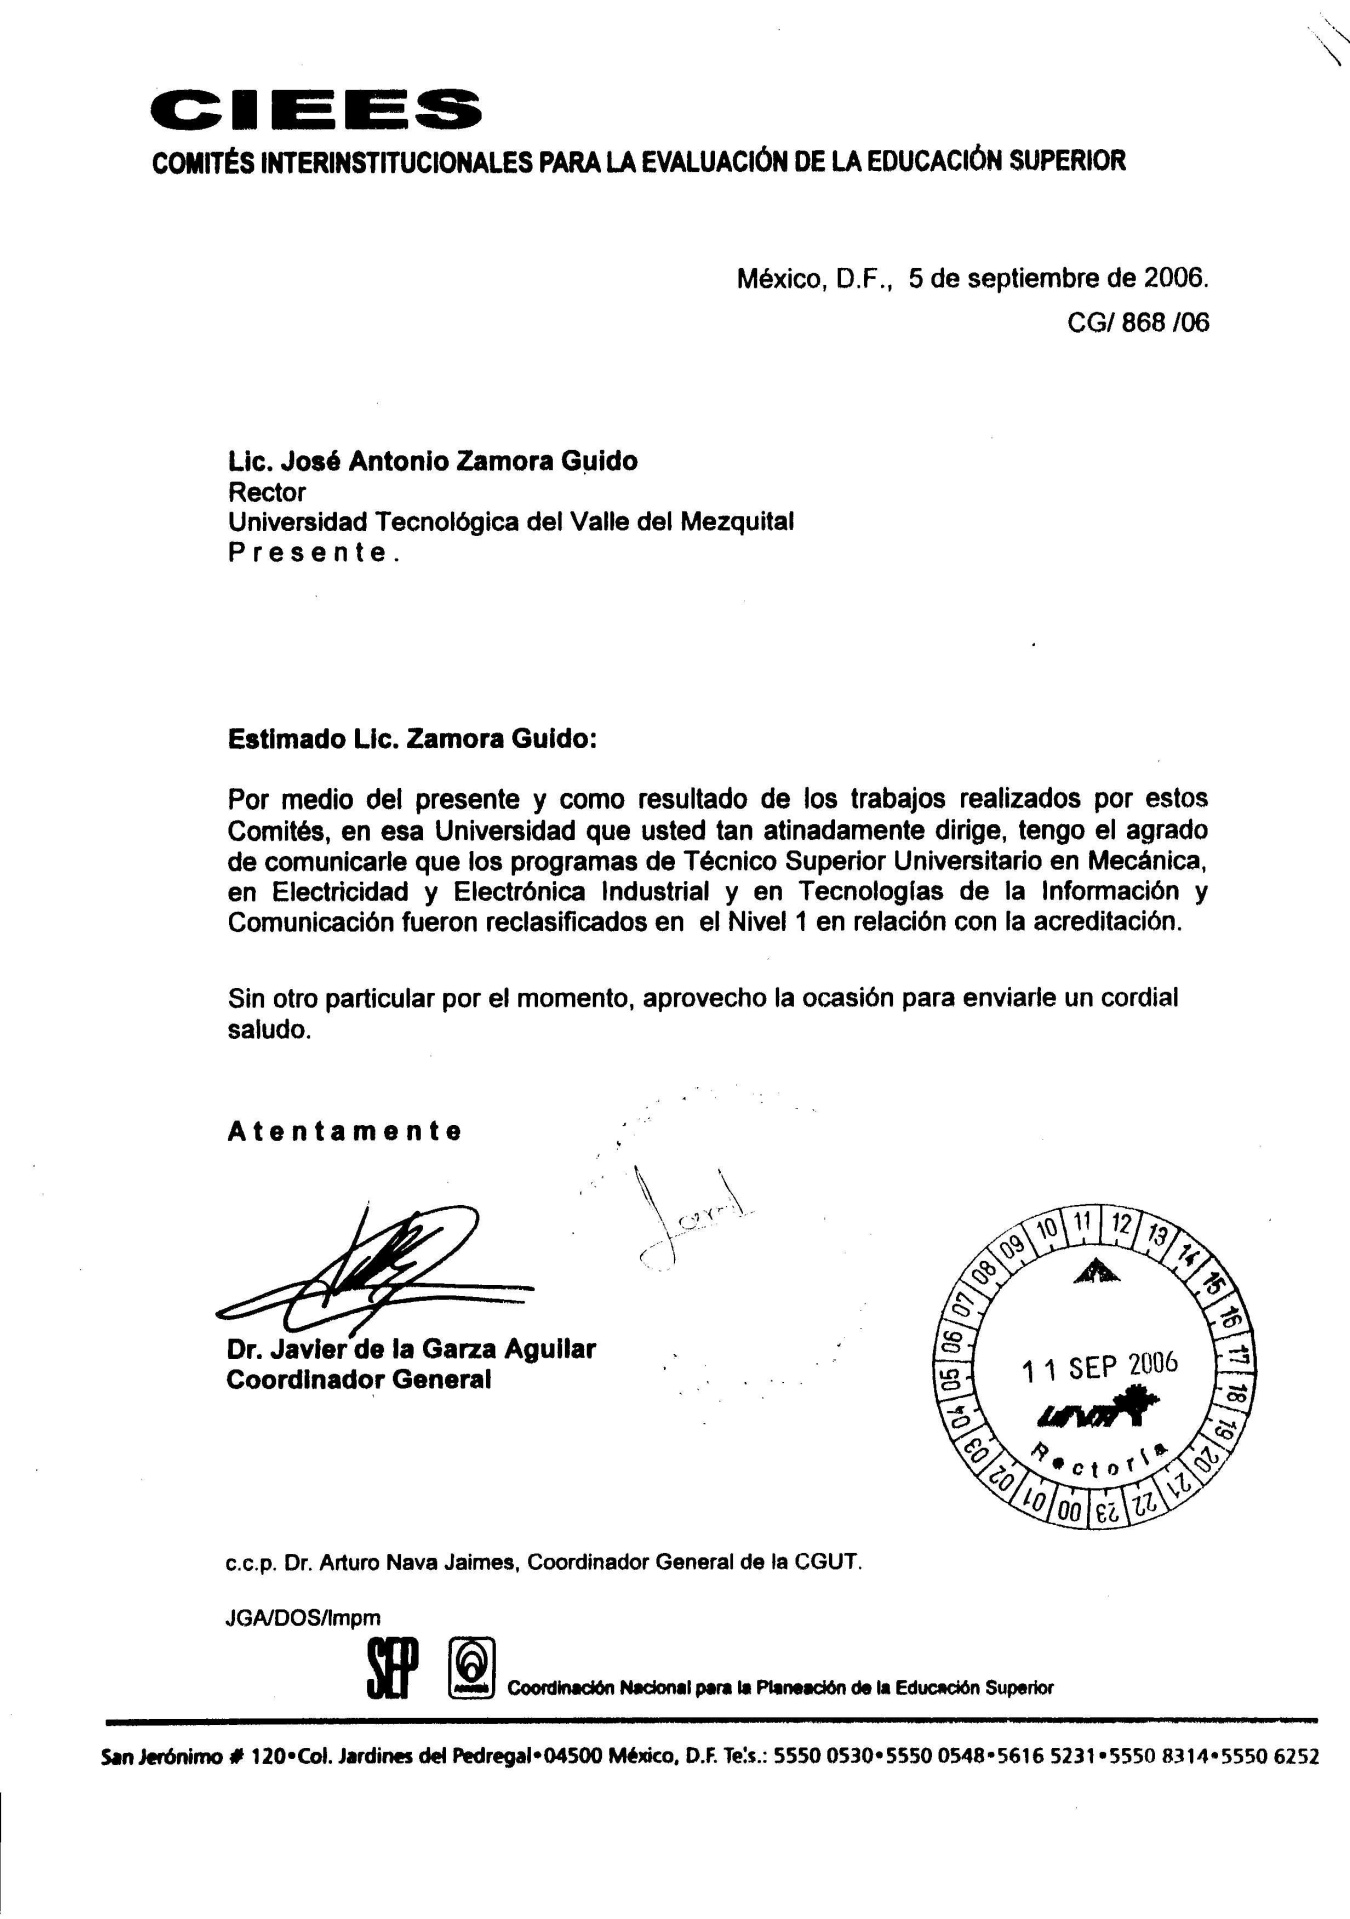 CIEES
COMITÉS INTERINSTITUCIONALES PARA LA EVALUACIÓN DE LA EDUCACIÓN SUPERIOR
México, D.F., 5 de septiembre de 2006.
CG/ 868 /06
Lic. José Antonio Zamora Guido
Rector
Universidad Tecnológica del Valle del Mezquital
Presente.
Estimado Lic. Zamora Guido:
Por medio del presente y como resultado de los trabajos realizados por estos
Comités, en esa Universidad que usted tan atinadamente dirige, tengo el agrado
de comunicarle que los programas de Técnico Superior Universitario en Mecánica,
en Electricidad y Electrónica Industrial y en Tecnologías de la Información y
Comunicación fueron reclasificados en el Nivel 1 en relación con la acreditación.
Sin otro particular por el momento, aprovecho la ocasión para enviarle un cordial
saludo.
Atentamente
Dr. Javier de la Garza Aguilar
Coordinador General
00 01 02 03 04 05 06 07 08 09 10 11 12 13 14 15 16 17 18 19 20 21 22 23
11 SEP 2006
Rectoría
c.c.p. Dr. Arturo Nava Jaimes, Coordinador General de la CGUT.
JGA/DOS/lmpm
SEP
Coordinación Nacional para la Planeación de la Educación Superior
San Jerónimo # 120•Col. Jardines del Pedregal•04500 México, D.F. Tels.: 5550 0530•5550 0548•5616 5231•5550 8314•5550 6252